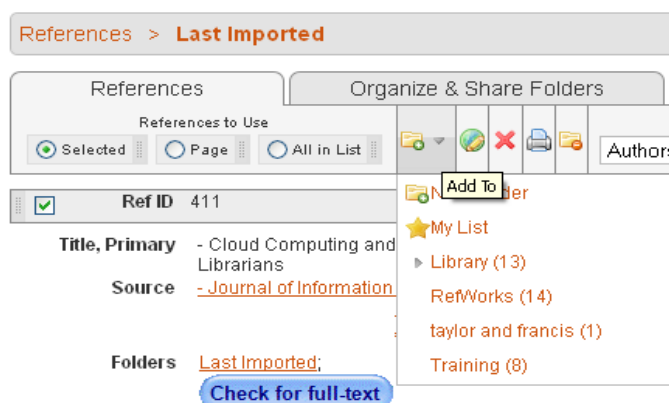 References > Last Imported
References
Organize & Share Folders
References to Use
Selected
Page
All in List
Authors
Add To
My List
Library (13)
RefWorks (14)
taylor and francis (1)
Training (8)
Ref ID 411
Title, Primary - Cloud Computing and
Librarians
Source - Journal of Information
Folders Last Imported;
Check for full-text